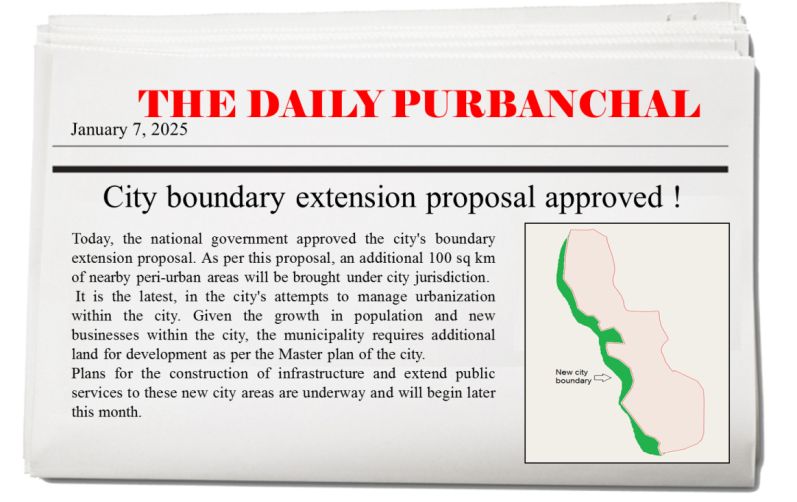 THE DAILY PURBANCHAL
January 7, 2025
City boundary extension proposal approved !
Today, the national government approved the city's boundary
extension proposal. As per this proposal, an additional 100 sq km
of nearby peri-urban areas will be brought under city jurisdiction.
It is the latest, in the city's attempts to manage urbanization
within the city. Given the growth in population and new
businesses within the city, the municipality requires additional
land for development as per the Master plan of the city.
Plans for the construction of infrastructure and extend public
services to these new city areas are underway and will begin later
this month.
New city
boundary